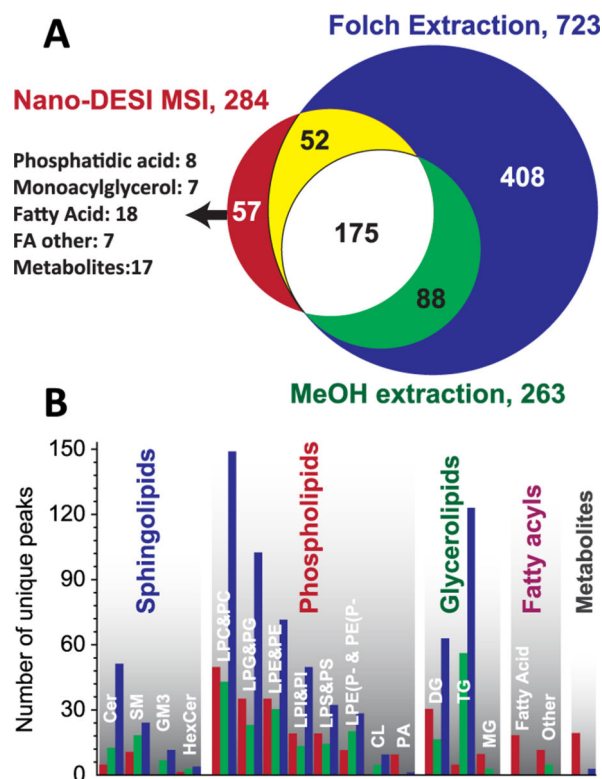 A
Folch Extraction, 723
Nano-DESI MSI, 284
Phosphatidic acid: 8
Monoacylglycerol: 7
Fatty Acid: 18
FA other: 7
Metabolites:17
57
52
175
408
88
MeOH extraction, 263
B
Number of unique peaks
150
120
90
60
30
0
Sphingolipids
Phospholipids
Glycerolipids
Fatty acyls
Metabolites
Cer
SM
GM3
HexCer
LPC&PC
LPG&PG
LPE&PE
LPI&PI
LPS&PS
LPE(P- & PE(P-
CL
PA
DG
TG
MG
Fatty Acid
Other